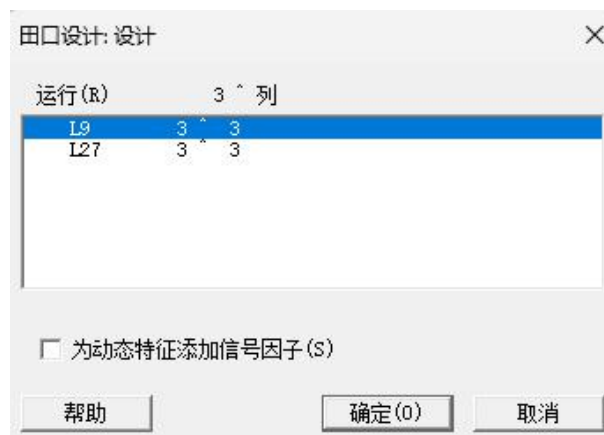 田口设计: 设计
运行(R) 3 ^ 列
L9 3 ^ 3
L27 3 ^ 3
为动态特征添加信号因子(S)
帮助 确定(O) 取消